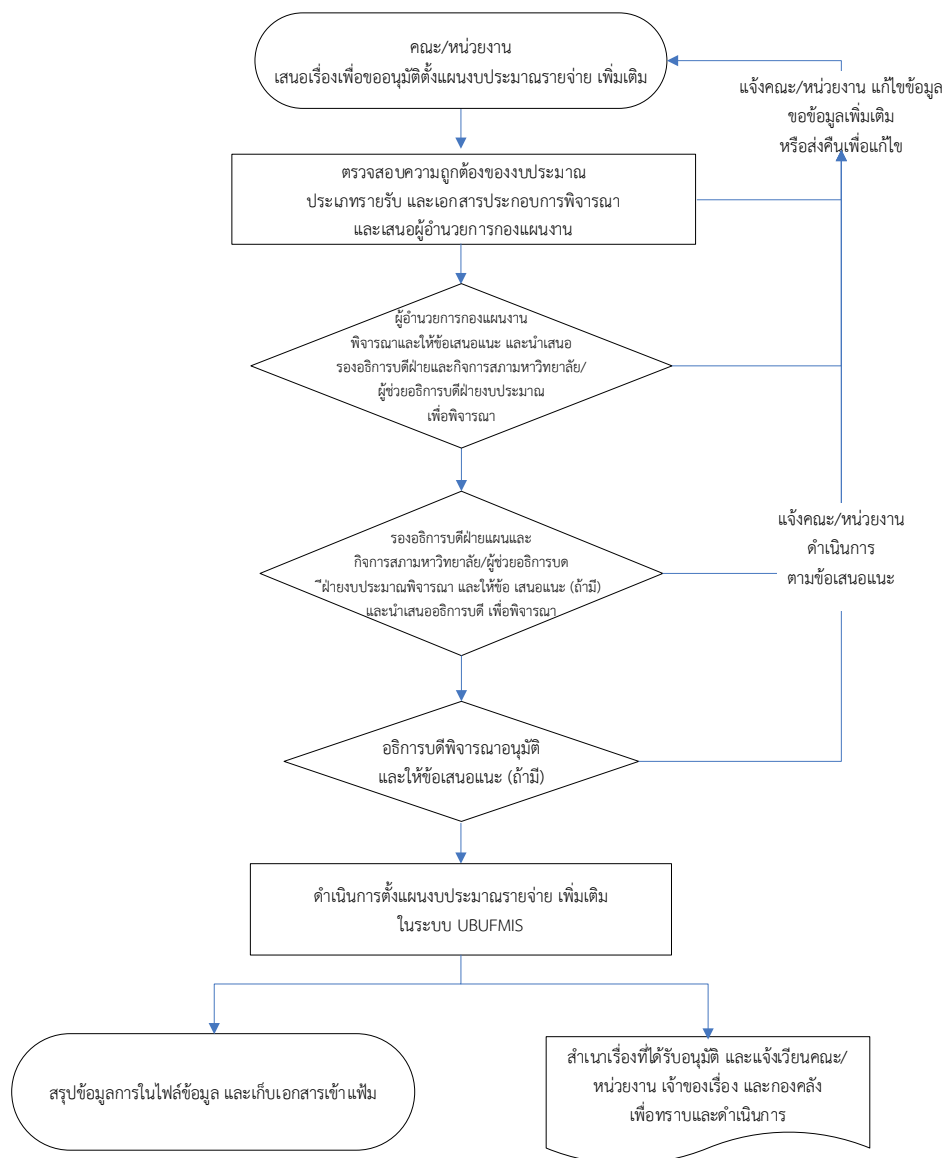 คณะ/หน่วยงาน
เสนอเรื่องเพื่อขออนุมัติตั้งแผนงบประมาณรายจ่าย เพิ่มเติม
แจ้งคณะ/หน่วยงาน แก้ไขข้อมูล
ขอข้อมูลเพิ่มเติม
หรือส่งคืนเพื่อแก้ไข
ตรวจสอบความถูกต้องของงบประมาณ
ประเภทรายรับ และเอกสารประกอบการพิจารณา
และเสนอผู้อำนวยการกองแผนงาน
ผู้อำนวยการกองแผนงาน
พิจารณาและให้ข้อเสนอแนะ และนำเสนอ
รองอธิการบดีฝ่ายและกิจการสภามหาวิทยาลัย/
ผู้ช่วยอธิการบดีฝ่ายงบประมาณ
เพื่อพิจารณา
รองอธิการบดีฝ่ายแผนและ
กิจการสภามหาวิทยาลัย/ผู้ช่วยอธิการบด
ีฝ่ายงบประมาณพิจารณา และให้ข้อ เสนอแนะ (ถ้ามี)
และนำเสนออธิการบดี เพื่อพิจารณา
แจ้งคณะ/หน่วยงาน
ดำเนินการ
ตามข้อเสนอแนะ
อธิการบดีพิจารณาอนุมัติ
และให้ข้อเสนอแนะ (ถ้ามี)
ดำเนินการตั้งแผนงบประมาณรายจ่าย เพิ่มเติม
ในระบบ UBUFMIS
สรุปข้อมูลการในไฟล์ข้อมูล และเก็บเอกสารเข้าแฟ้ม
สำเนาเรื่องที่ได้รับอนุมัติ และแจ้งเวียนคณะ/
หน่วยงาน เจ้าของเรื่อง และกองคลัง
เพื่อทราบและดำเนินการ